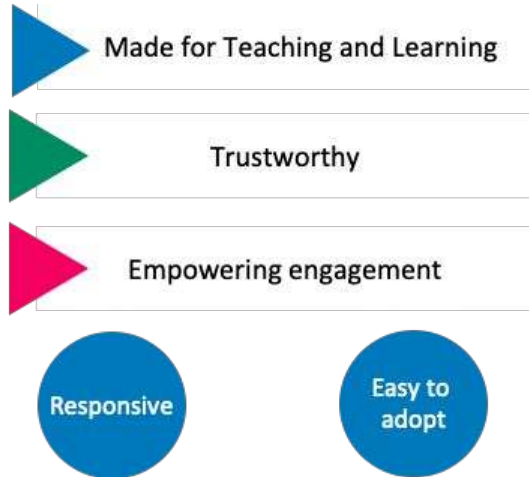 Made for Teaching and Learning
Trustworthy
Empowering engagement
Responsive
Easy to
adopt